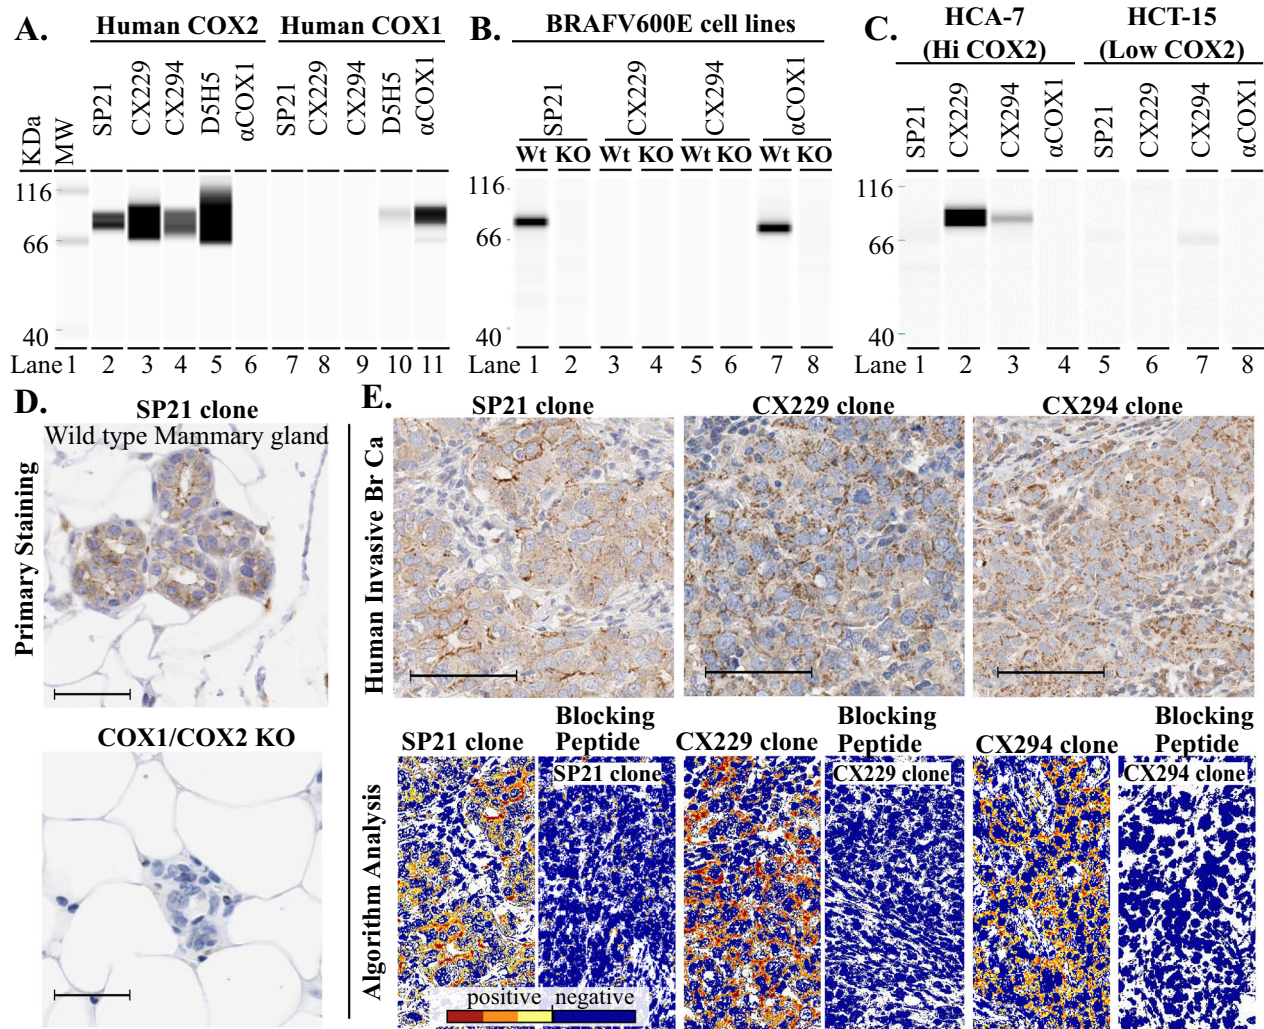 A.
Human COX2
Human COX1
KDa
MW
SP21
CX229
CX294
D5H5
αCOX1
SP21
CX229
CX294
D5H5
αCOX1
116
66
40
Lane 1 2 3 4 5 6 7 8 9 10 11
B.
BRAFV600E cell lines
SP21
CX229
CX294
αCOX1
Wt KO Wt KO Wt KO Wt KO
116
66
40
Lane 1 2 3 4 5 6 7 8
C.
HCA-7
(Hi COX2)
HCT-15
(Low COX2)
SP21
CX229
CX294
αCOX1
SP21
CX229
CX294
αCOX1
116
66
40
Lane 1 2 3 4 5 6 7 8
D.
SP21 clone
Wild type Mammary gland
Primary Staining
COX1/COX2 KO
E.
SP21 clone
CX229 clone
CX294 clone
Human Invasive Br Ca
Algorithm Analysis
SP21 clone
Blocking
Peptide
SP21 clone
CX229 clone
Blocking
Peptide
CX229 clone
CX294 clone
Blocking
Peptide
CX294 clone
positive negative